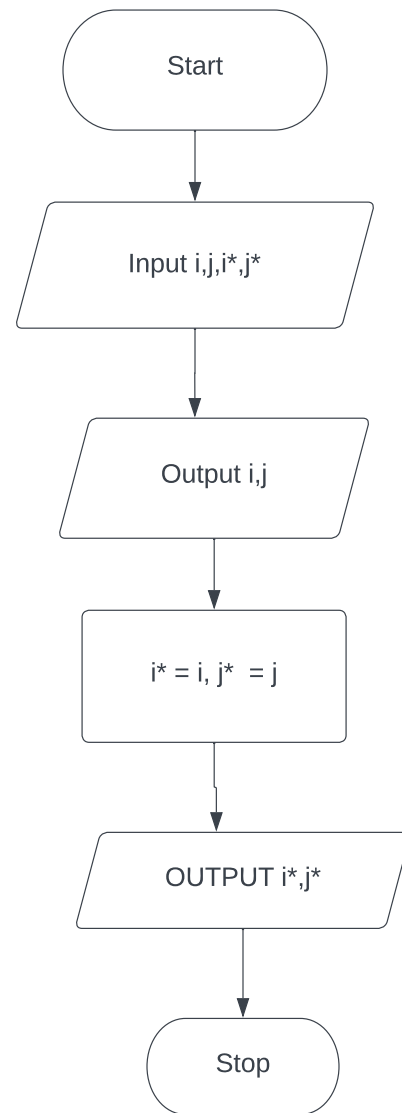 Start
Input i,j,i*,j*
Output i,j
i* = i, j*  = j
OUTPUT i*,j*
Stop